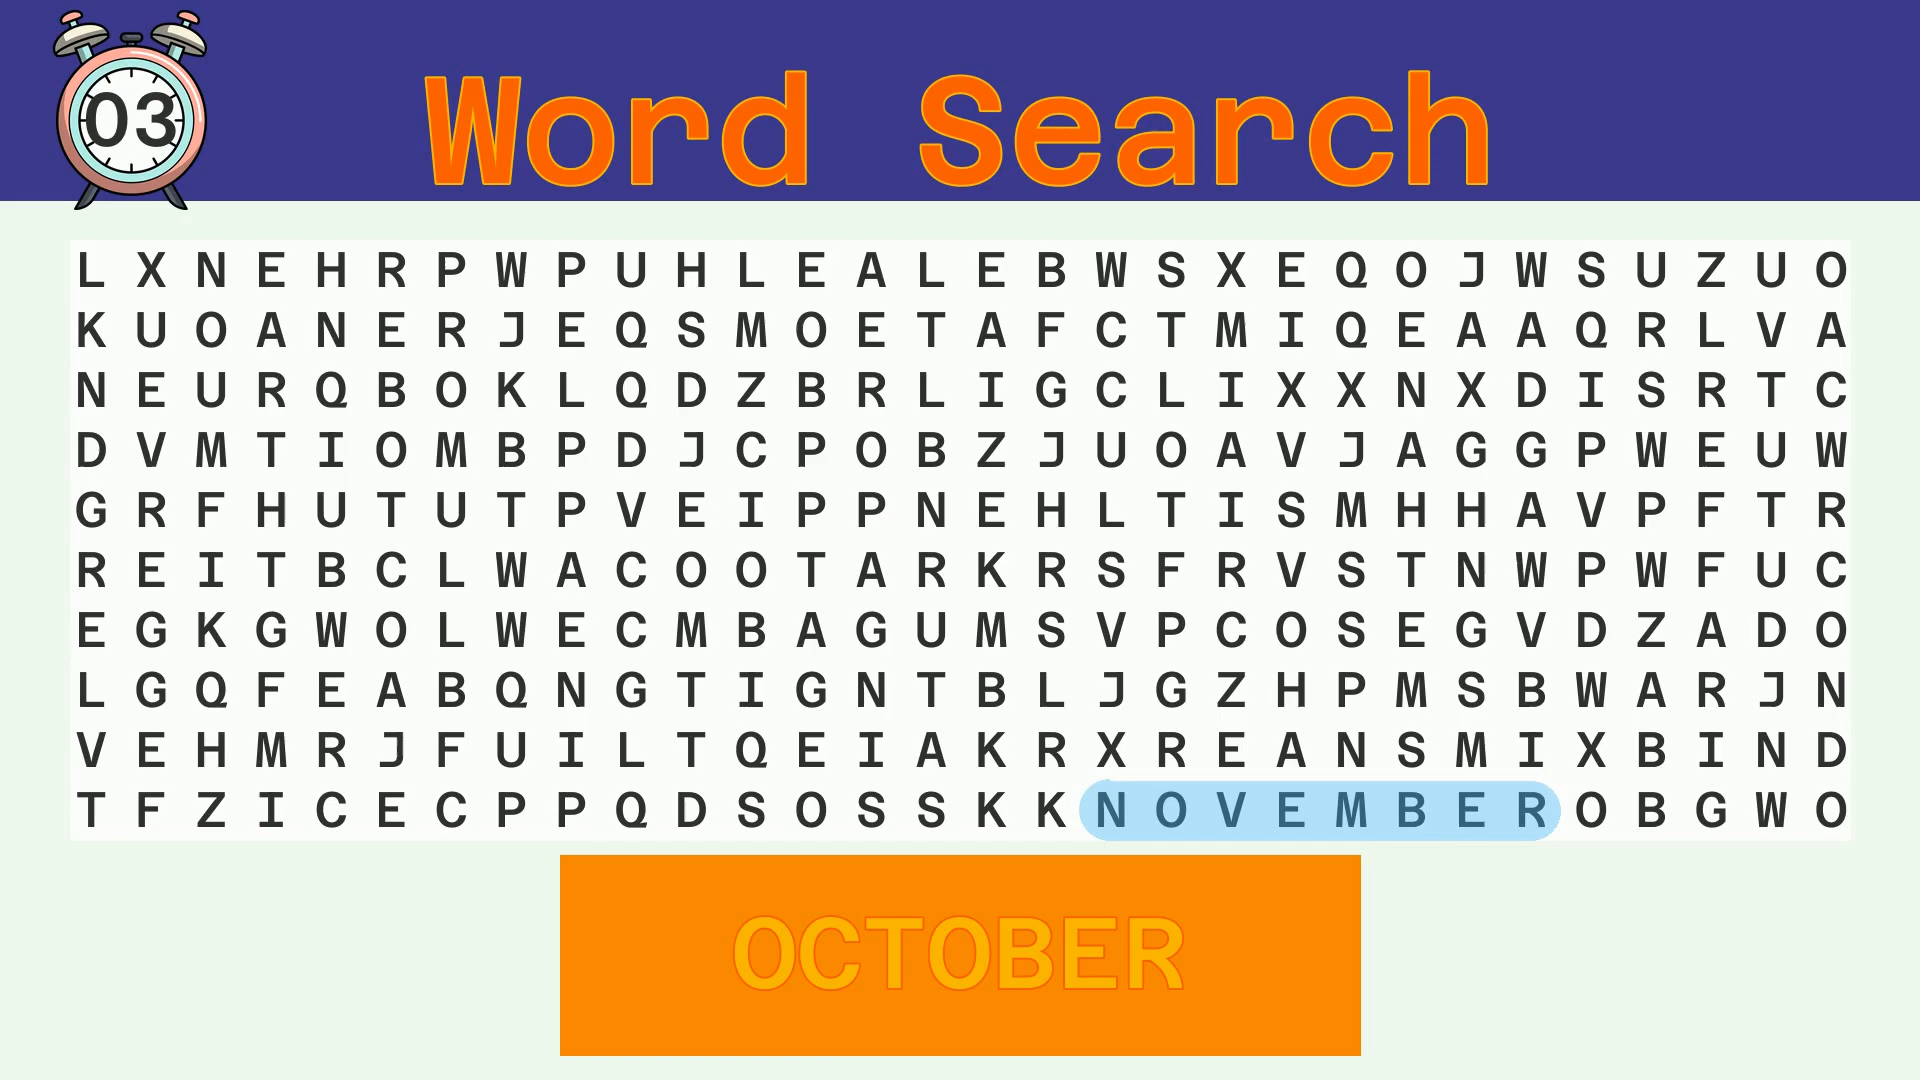 03
Word Search
L X N E H R P W P U H L E A L E B W S X E Q O J W S U Z U O
K U O A N E R J E Q S M O E T A F C T M I Q E A A Q R L V A
N E U R Q B O K L Q D Z B R L I G C L I X X N X D I S R T C
D V M T I O M B P D J C P O B Z J U O A V J A G G P W E U W
G R F H U T U T P V E I P P N E H L T I S M H H A V P F T R
R E I T B C L W A C O O T A R K R S F R V S T N W P W F U C
E G K G W O L W E C M B A G U M S V P C O S E G V D Z A D O
L G Q F E A B Q N G T I G N T B L J G Z H P M S B W A R J N
V E H M R J F U I L T Q E I A K R X R E A N S M I X B I N D
T F Z I C E C P P Q D S O S S K K N O V E M B E R O B G W O
OCTOBER